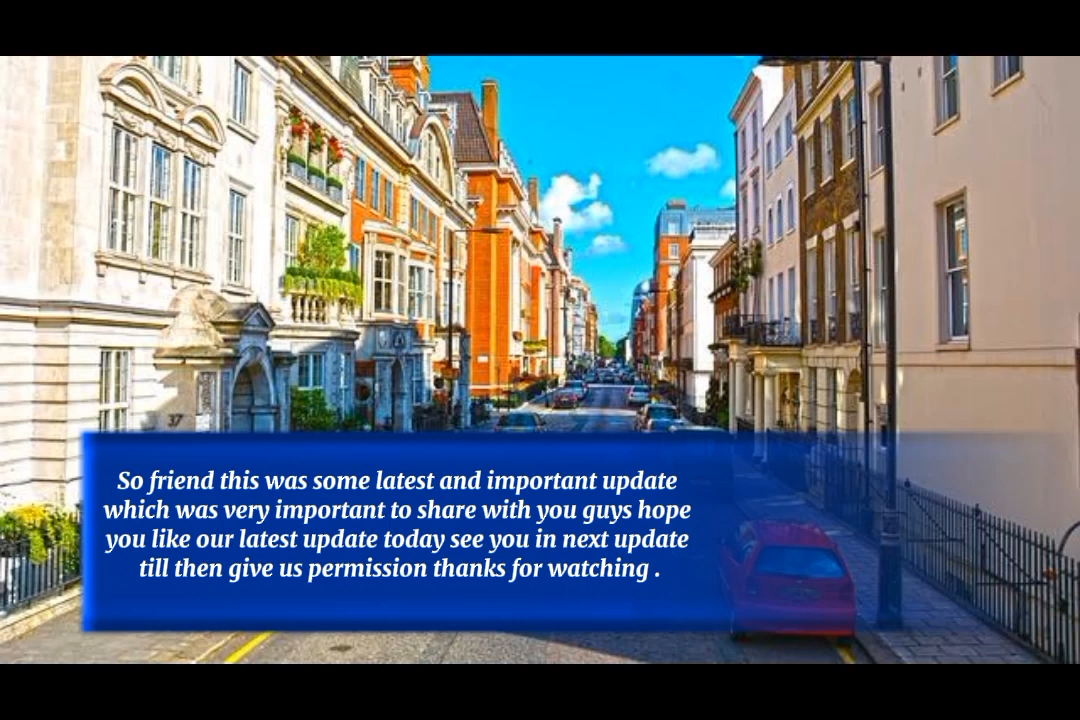 37
So friend this was some latest and important update
which was very important to share with you guys hope
you like our latest update today see you in next update
till then give us permission thanks for watching .